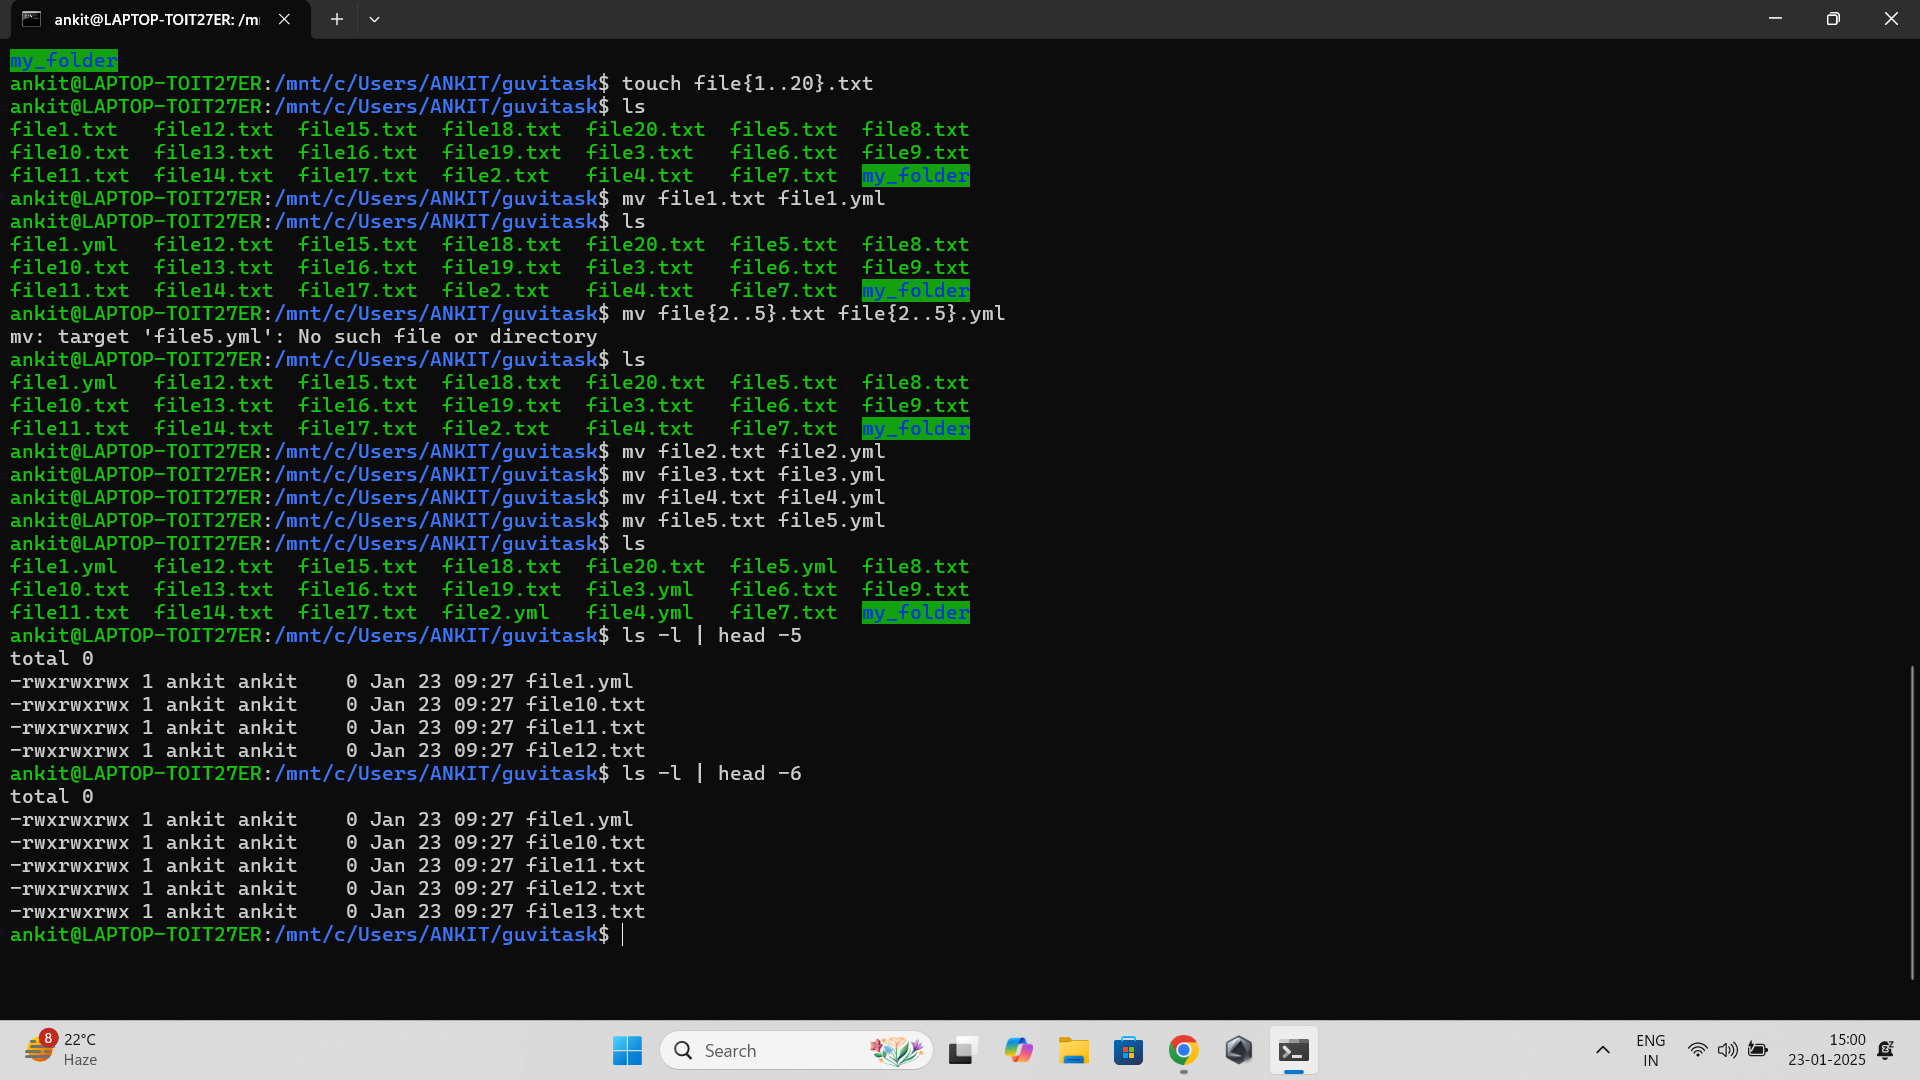 ankit@LAPTOP-TOIT27ER: /m
my_folder
ankit@LAPTOP-TOIT27ER:/mnt/c/Users/ANKIT/guvitask$ touch file{1..20}.txt
ankit@LAPTOP-TOIT27ER:/mnt/c/Users/ANKIT/guvitask$ ls
file1.txt   file12.txt  file15.txt  file18.txt  file20.txt  file5.txt  file8.txt
file10.txt  file13.txt  file16.txt  file19.txt  file3.txt   file6.txt  file9.txt
file11.txt  file14.txt  file17.txt  file2.txt   file4.txt   file7.txt  my_folder
ankit@LAPTOP-TOIT27ER:/mnt/c/Users/ANKIT/guvitask$ mv file1.txt file1.yml
ankit@LAPTOP-TOIT27ER:/mnt/c/Users/ANKIT/guvitask$ ls
file1.yml   file12.txt  file15.txt  file18.txt  file20.txt  file5.txt  file8.txt
file10.txt  file13.txt  file16.txt  file19.txt  file3.txt   file6.txt  file9.txt
file11.txt  file14.txt  file17.txt  file2.txt   file4.txt   file7.txt  my_folder
ankit@LAPTOP-TOIT27ER:/mnt/c/Users/ANKIT/guvitask$ mv file{2..5}.txt file{2..5}.yml
mv: target 'file5.yml': No such file or directory
ankit@LAPTOP-TOIT27ER:/mnt/c/Users/ANKIT/guvitask$ ls
file1.yml   file12.txt  file15.txt  file18.txt  file20.txt  file5.txt  file8.txt
file10.txt  file13.txt  file16.txt  file19.txt  file3.txt   file6.txt  file9.txt
file11.txt  file14.txt  file17.txt  file2.txt   file4.txt   file7.txt  my_folder
ankit@LAPTOP-TOIT27ER:/mnt/c/Users/ANKIT/guvitask$ mv file2.txt file2.yml
ankit@LAPTOP-TOIT27ER:/mnt/c/Users/ANKIT/guvitask$ mv file3.txt file3.yml
ankit@LAPTOP-TOIT27ER:/mnt/c/Users/ANKIT/guvitask$ mv file4.txt file4.yml
ankit@LAPTOP-TOIT27ER:/mnt/c/Users/ANKIT/guvitask$ mv file5.txt file5.yml
ankit@LAPTOP-TOIT27ER:/mnt/c/Users/ANKIT/guvitask$ ls
file1.yml   file12.txt  file15.txt  file18.txt  file20.txt  file5.yml  file8.txt
file10.txt  file13.txt  file16.txt  file19.txt  file3.yml   file6.txt  file9.txt
file11.txt  file14.txt  file17.txt  file2.yml   file4.yml   file7.txt  my_folder
ankit@LAPTOP-TOIT27ER:/mnt/c/Users/ANKIT/guvitask$ ls -l | head -5
total 0
-rwxrwxrwx 1 ankit ankit    0 Jan 23 09:27 file1.yml
-rwxrwxrwx 1 ankit ankit    0 Jan 23 09:27 file10.txt
-rwxrwxrwx 1 ankit ankit    0 Jan 23 09:27 file11.txt
-rwxrwxrwx 1 ankit ankit    0 Jan 23 09:27 file12.txt
ankit@LAPTOP-TOIT27ER:/mnt/c/Users/ANKIT/guvitask$ ls -l | head -6
total 0
-rwxrwxrwx 1 ankit ankit    0 Jan 23 09:27 file1.yml
-rwxrwxrwx 1 ankit ankit    0 Jan 23 09:27 file10.txt
-rwxrwxrwx 1 ankit ankit    0 Jan 23 09:27 file11.txt
-rwxrwxrwx 1 ankit ankit    0 Jan 23 09:27 file12.txt
-rwxrwxrwx 1 ankit ankit    0 Jan 23 09:27 file13.txt
ankit@LAPTOP-TOIT27ER:/mnt/c/Users/ANKIT/guvitask$
8
22°C
Haze
Search
ENG
IN
15:00
23-01-2025